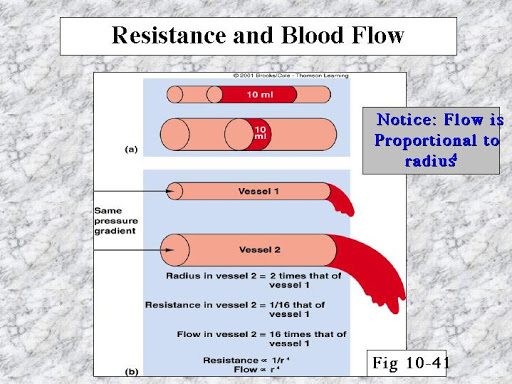 Resistance and Blood Flow
© 2001 Brooks/Cole - Thomson Learning
10 ml
10
ml
(a)
Notice: Flow is
Proportional to
radius⁴
Same
pressure
gradient
Vessel 1
Vessel 2
Radius in vessel 2 = 2 times that of
vessel 1
Resistance in vessel 2 = 1/16 that of
vessel 1
Flow in vessel 2 = 16 times that of
vessel 1
Resistance ∝ 1/r⁴
Flow ∝ r⁴
(b)
Fig 10-41